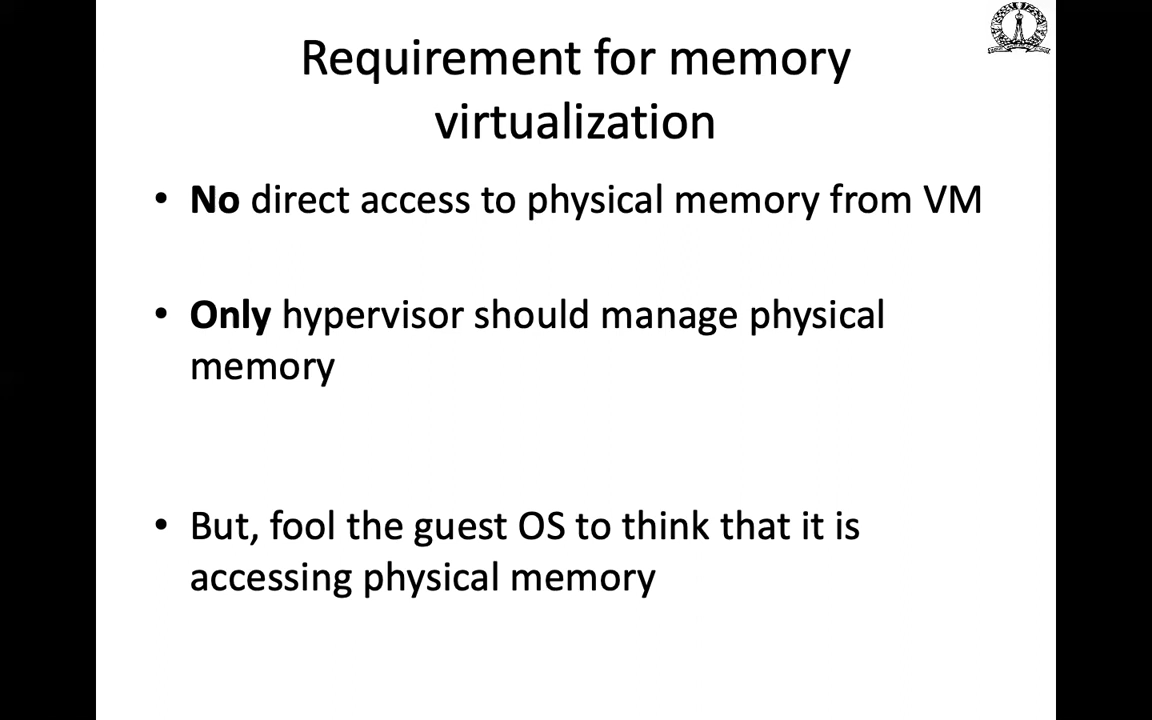 Requirement for memory
virtualization
• No direct access to physical memory from VM
• Only hypervisor should manage physical
memory
• But, fool the guest OS to think that it is
accessing physical memory